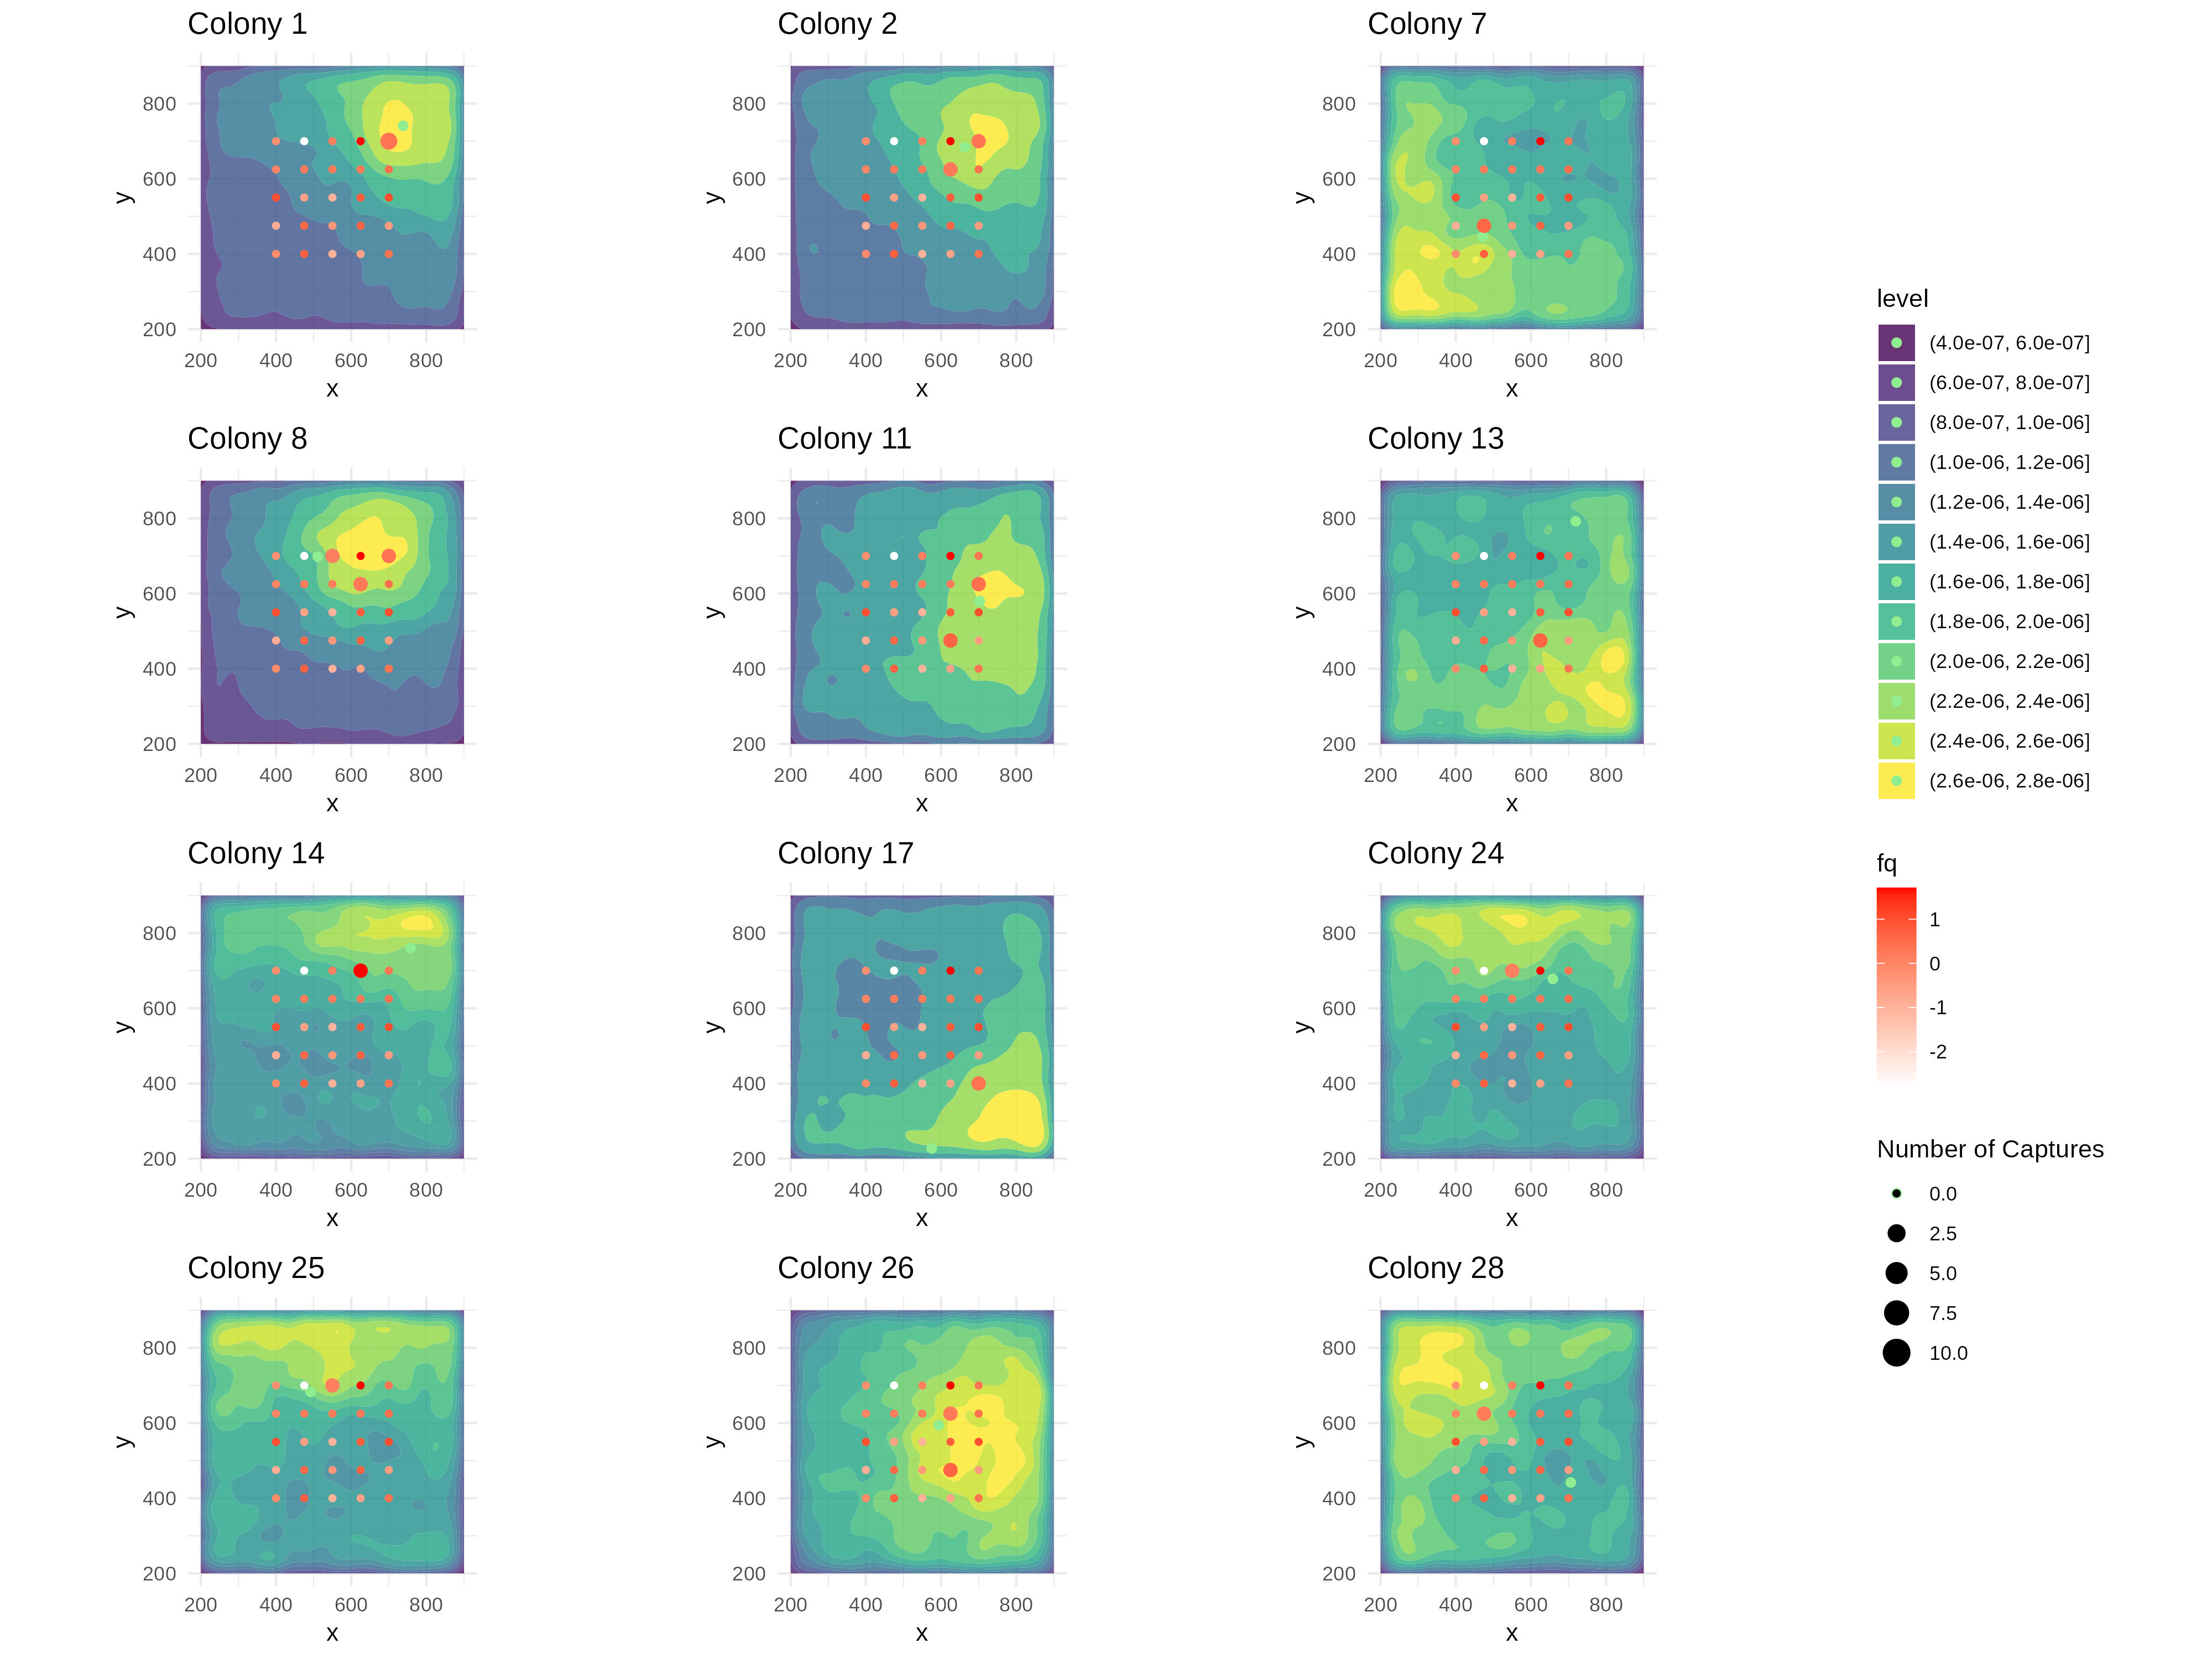 Colony 1
Colony 2
Colony 7
y
800
600
400
200
200 400 600 800
x
y
800
600
400
200
200 400 600 800
x
y
800
600
400
200
200 400 600 800
x
Colony 8
Colony 11
Colony 13
y
800
600
400
200
200 400 600 800
x
y
800
600
400
200
200 400 600 800
x
y
800
600
400
200
200 400 600 800
x
Colony 14
Colony 17
Colony 24
y
800
600
400
200
200 400 600 800
x
y
800
600
400
200
200 400 600 800
x
y
800
600
400
200
200 400 600 800
x
Colony 25
Colony 26
Colony 28
y
800
600
400
200
200 400 600 800
x
y
800
600
400
200
200 400 600 800
x
y
800
600
400
200
200 400 600 800
x
level
(4.0e-07, 6.0e-07]
(6.0e-07, 8.0e-07]
(8.0e-07, 1.0e-06]
(1.0e-06, 1.2e-06]
(1.2e-06, 1.4e-06]
(1.4e-06, 1.6e-06]
(1.6e-06, 1.8e-06]
(1.8e-06, 2.0e-06]
(2.0e-06, 2.2e-06]
(2.2e-06, 2.4e-06]
(2.4e-06, 2.6e-06]
(2.6e-06, 2.8e-06]
fq
1
0
-1
-2
Number of Captures
0.0
2.5
5.0
7.5
10.0